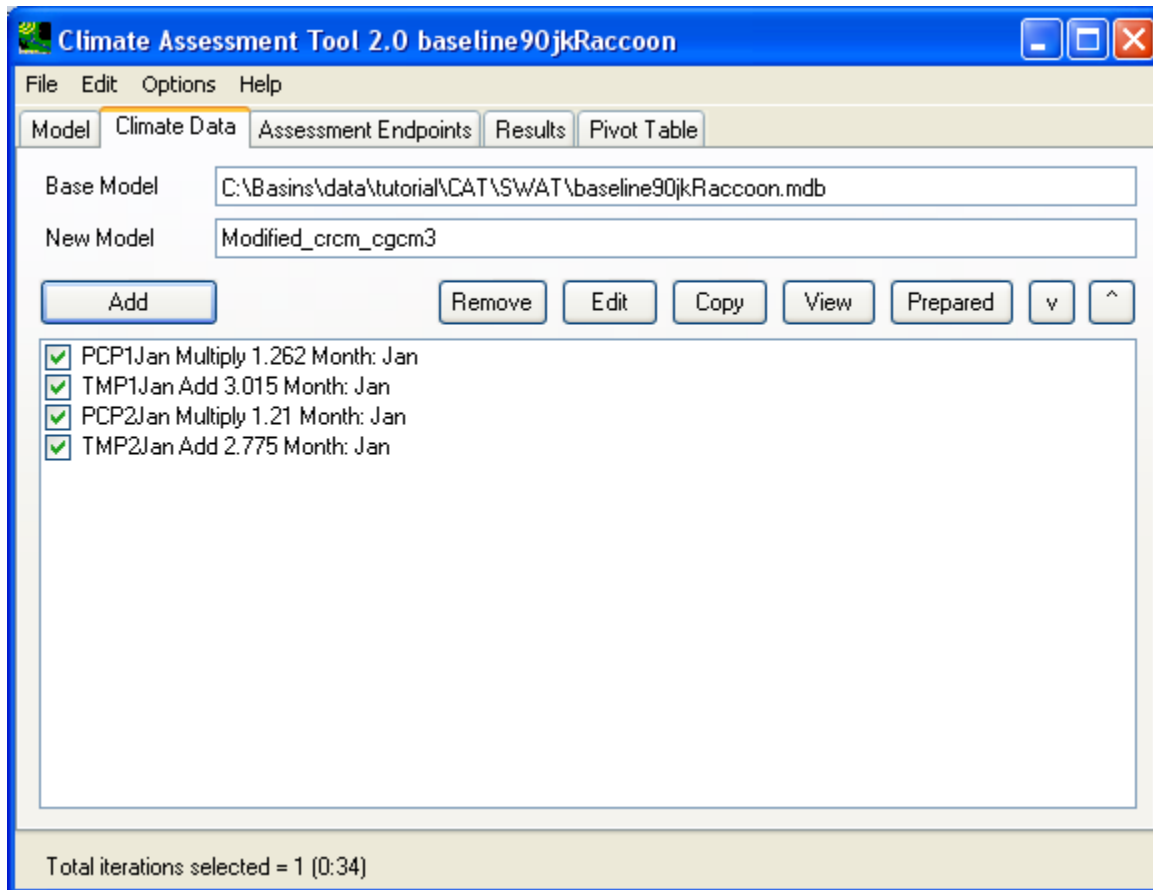 Climate Assessment Tool 2.0 baseline90jkRaccoon
File Edit Options Help
Model Climate Data Assessment Endpoints Results Pivot Table
Base Model C:\Basins\data\tutorial\CAT\SWAT\baseline90jkRaccoon.mdb
New Model Modified_crcm_cgcm3
Add Remove Edit Copy View Prepared v ^
PCP1Jan Multiply 1.262 Month: Jan
TMP1Jan Add 3.015 Month: Jan
PCP2Jan Multiply 1.21 Month: Jan
TMP2Jan Add 2.775 Month: Jan
Total iterations selected = 1 (0:34)